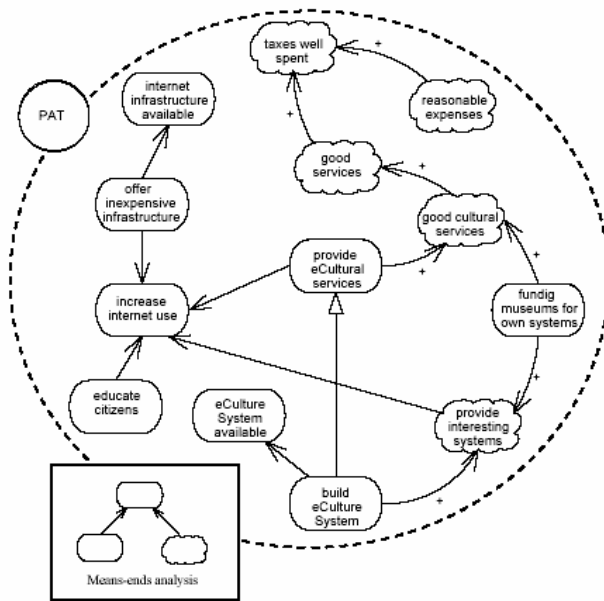 taxes well
spent
+
internet
infrastructure
available
reasonable
expenses
PAT
+
good
services
+
offer
inexpensive
infrastructure
good cultural
services
provide
eCultural
services
+
+
increase
internet use
fundig
museums for
own systems
educate
citizens
eCulture
System
available
+
provide
interesting
systems
build
eCulture
System
+
Means-ends analysis